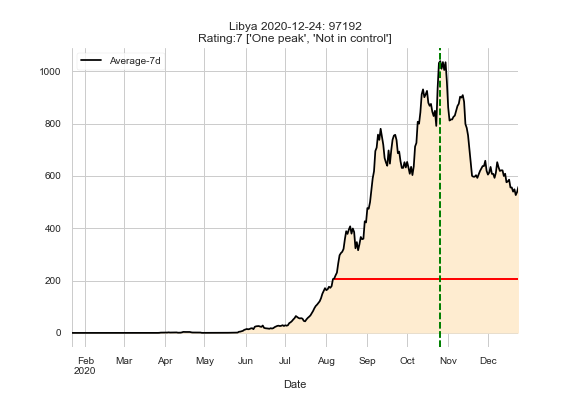 Libya 2020-12-24: 97192
Rating:7 ['One peak', 'Not in control']
Average-7d
1000
800
600
400
200
0
Feb Mar Apr May Jun Jul Aug Sep Oct Nov Dec
2020
Date